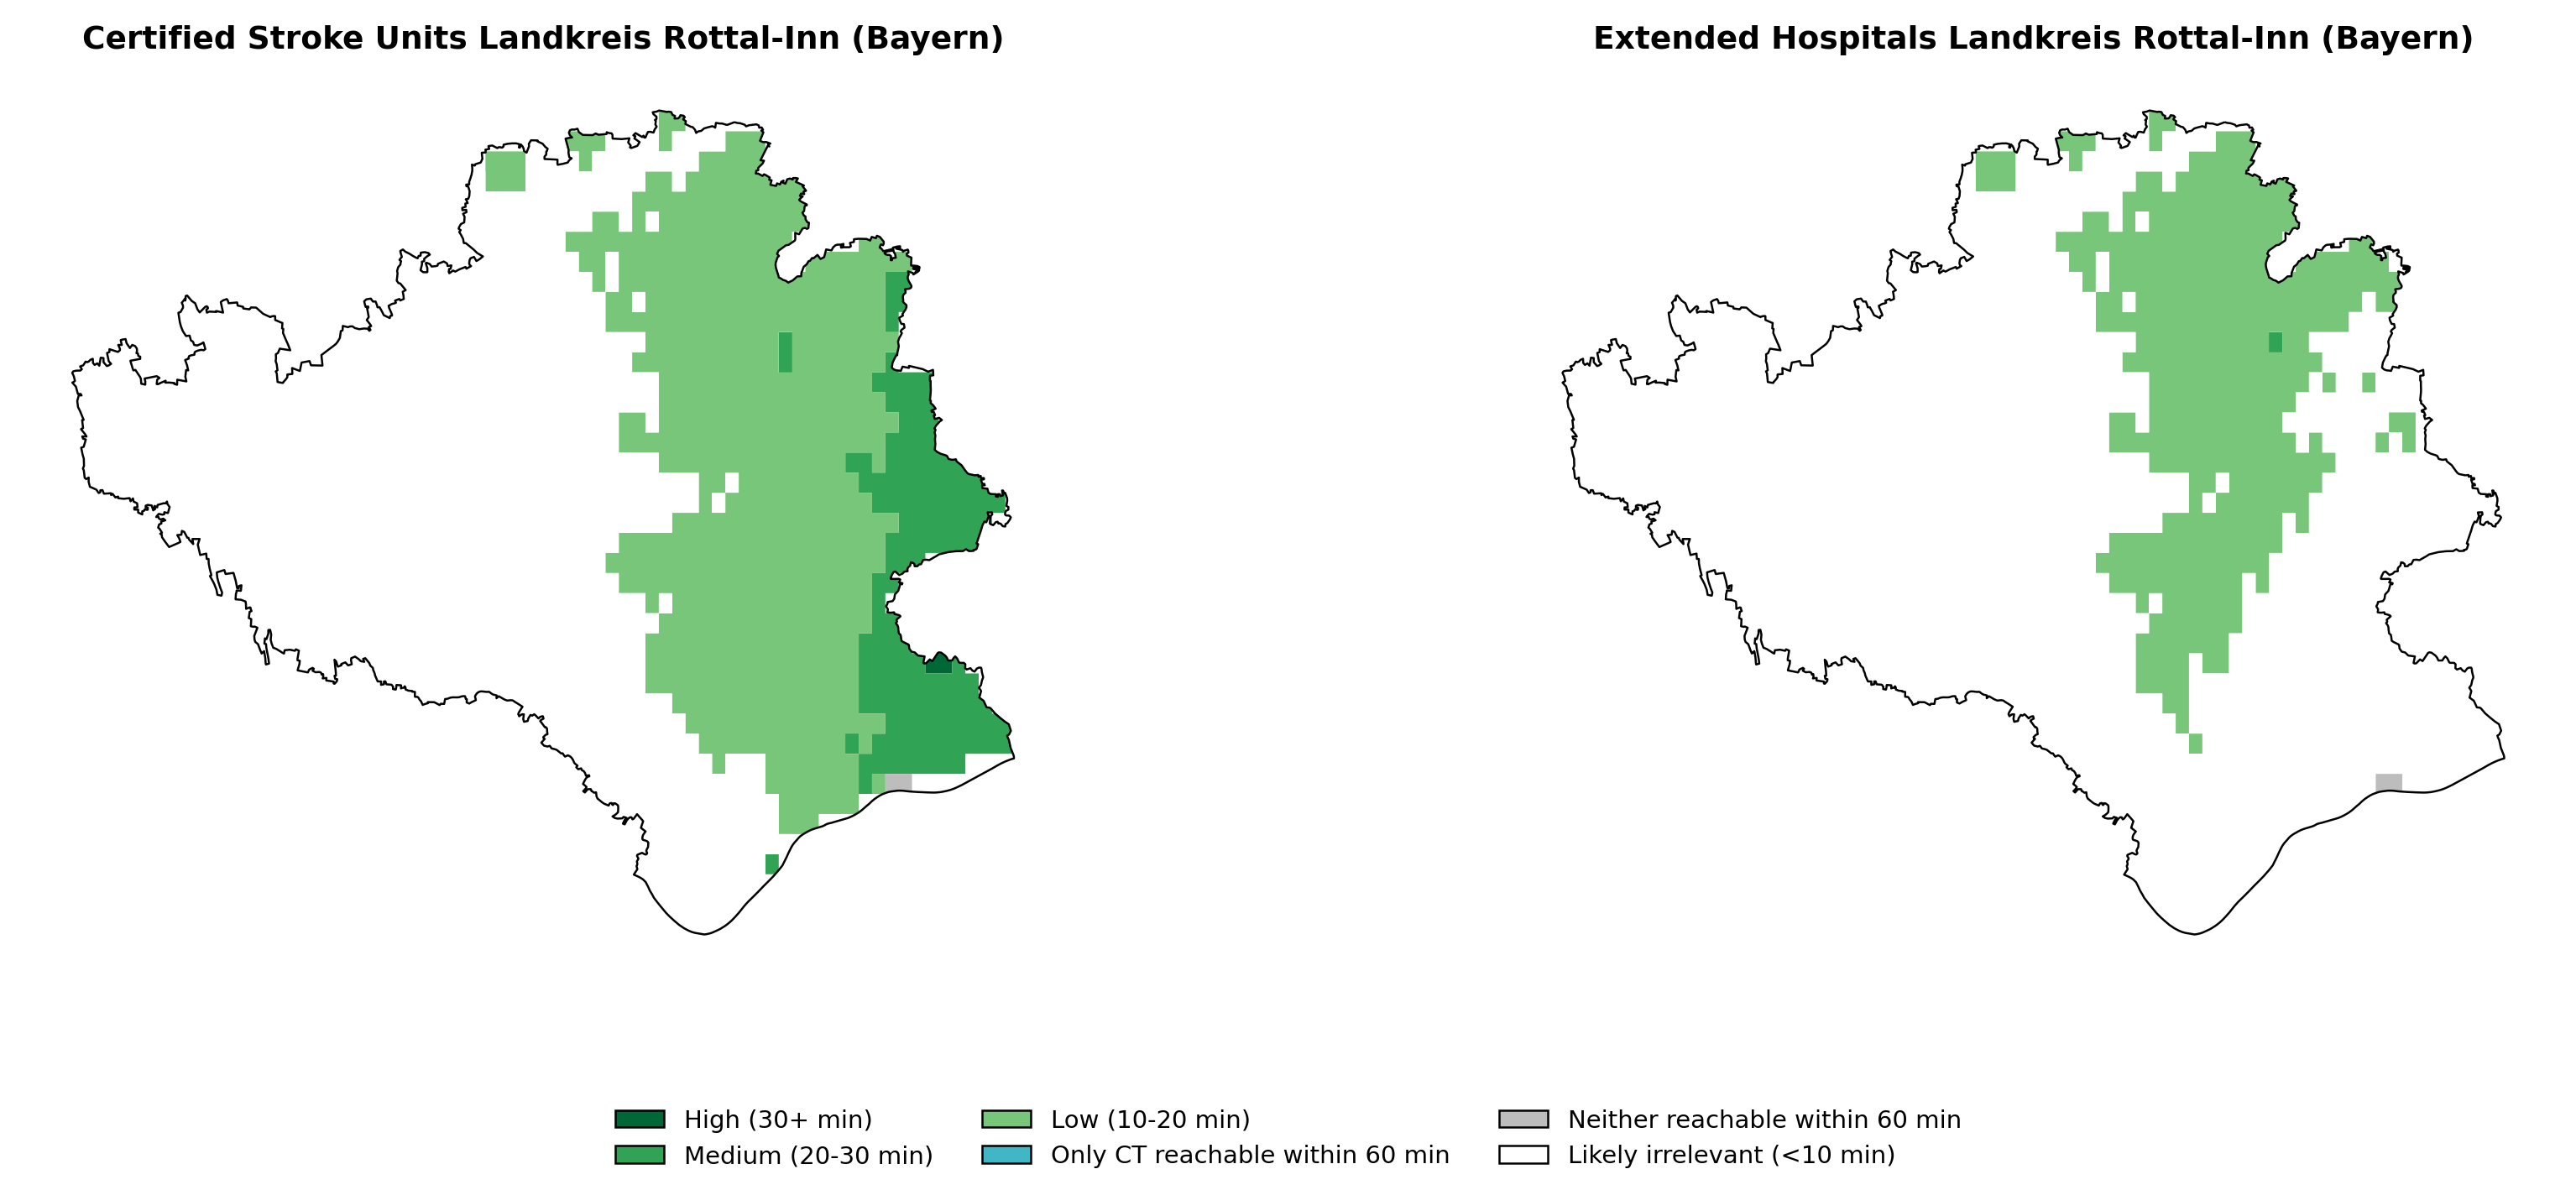 Certified Stroke Units Landkreis Rottal-Inn (Bayern)
Extended Hospitals Landkreis Rottal-Inn (Bayern)
High (30+ min)
Medium (20-30 min)
Low (10-20 min)
Only CT reachable within 60 min
Neither reachable within 60 min
Likely irrelevant (<10 min)